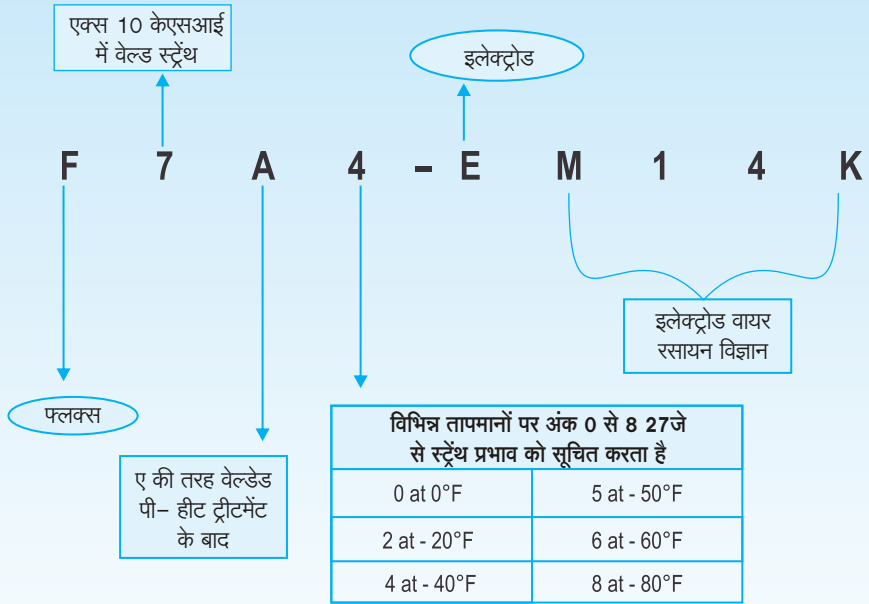 एक्स 10 केएसआई
में वेल्ड स्ट्रेंथ
इलेक्ट्रोड
F 7 A 4 – E M 1 4 K
इलेक्ट्रोड वायर
रसायन विज्ञान
फ्लक्स
ए की तरह वेल्डेड
पी– हीट ट्रीटमेंट
के बाद
विभिन्न तापमानों पर अंक 0 से 8 27जे
से स्ट्रेंथ प्रभाव को सूचित करता है
0 at 0°F 5 at - 50°F
2 at - 20°F 6 at - 60°F
4 at - 40°F 8 at - 80°F